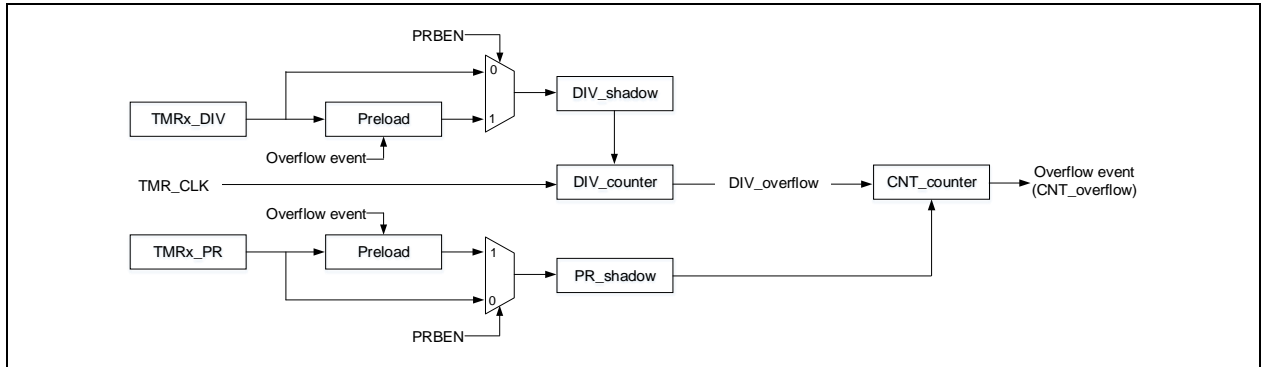 PRBEN
0
DIV_shadow
TMRx_DIV
Preload
1
Overflow event
TMR_CLK
DIV_counter
DIV_overflow
CNT_counter
Overflow event
(CNT_overflow)
Overflow event
TMRx_PR
Preload
1
PR_shadow
0
PRBEN